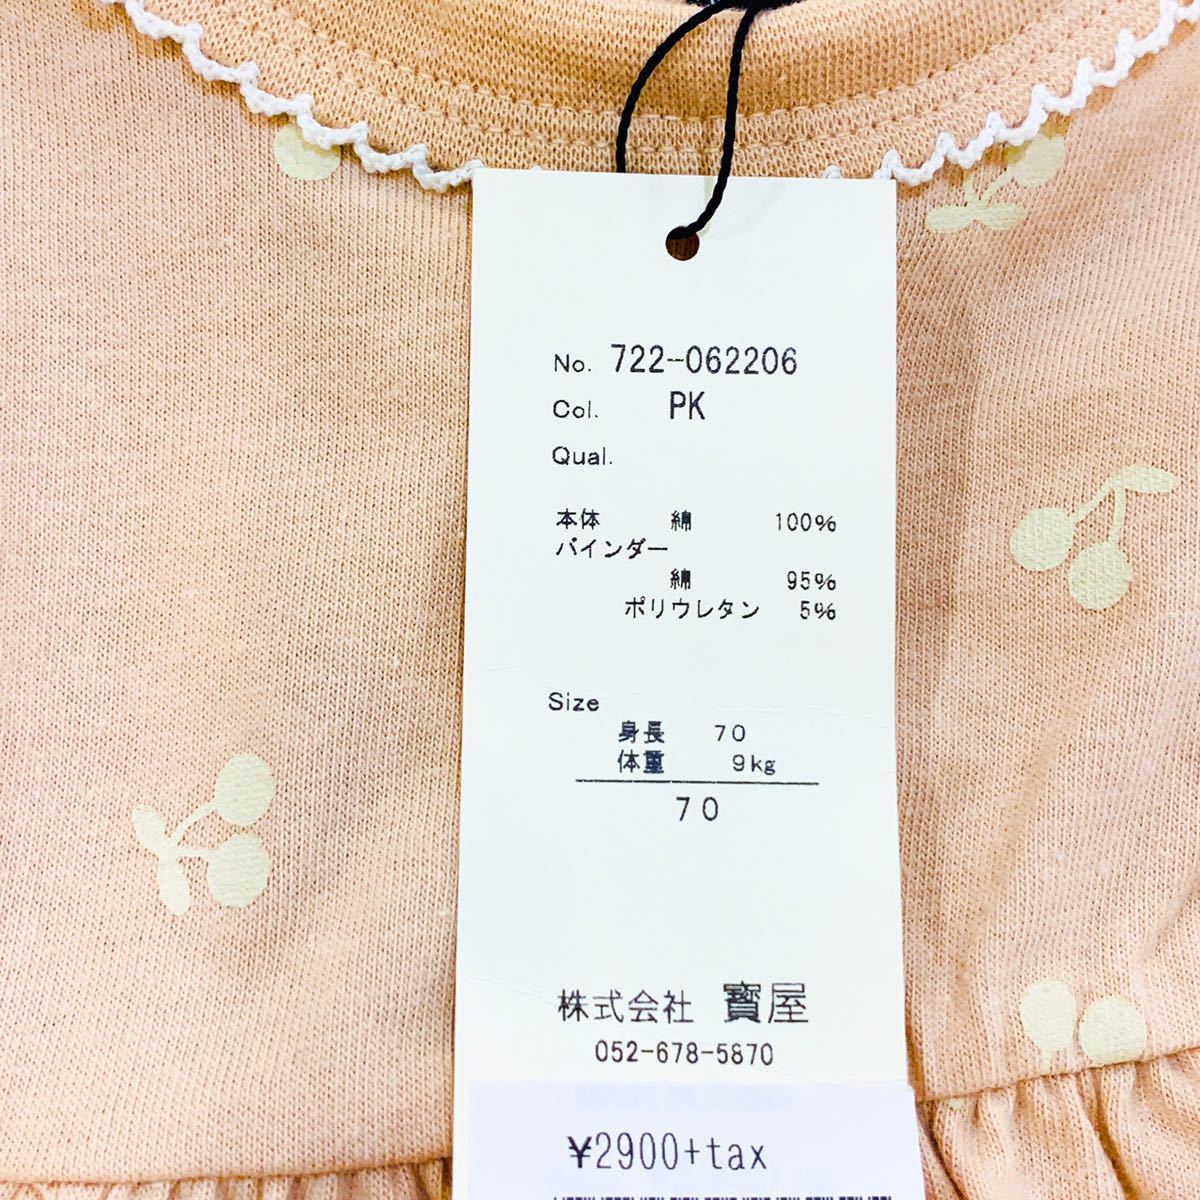 No. 722-062206
Col. PK
Qual.
本体 綿 100%
バインダー
綿 95%
ポリウレタン 5%
Size
身長 70
体重 9kg
70
株式会社 寳屋
052-678-5870
¥2900+tax